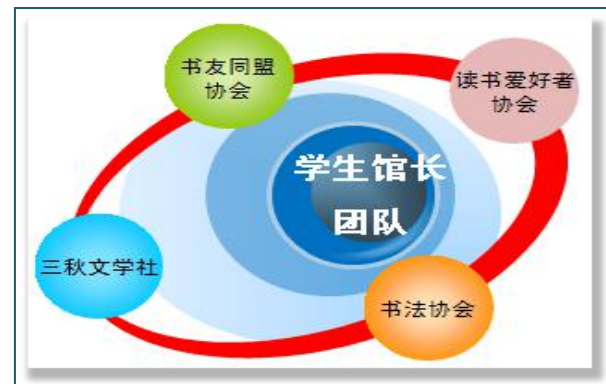 书友同盟
协会
读书爱好者
协会
学生馆长
团队
三秋文学社
书法协会